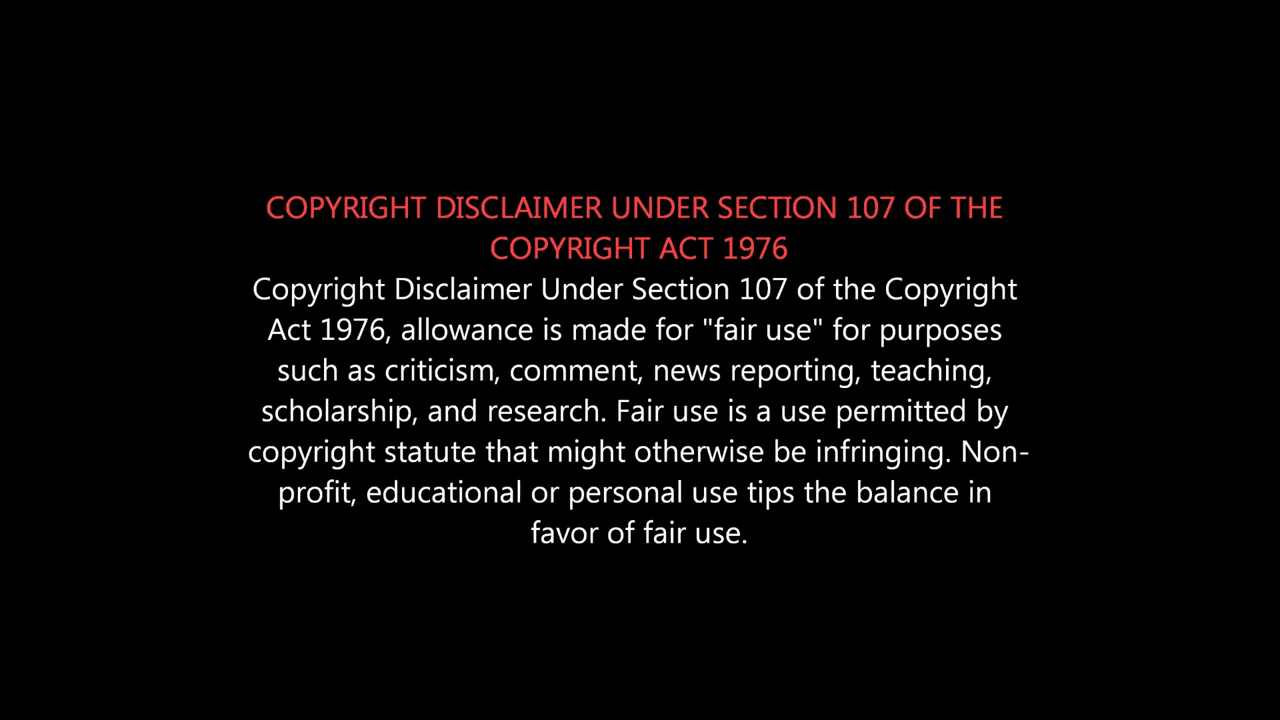 COPYRIGHT DISCLAIMER UNDER SECTION 107 OF THE
COPYRIGHT ACT 1976
Copyright Disclaimer Under Section 107 of the Copyright
Act 1976, allowance is made for "fair use" for purposes
such as criticism, comment, news reporting, teaching,
scholarship, and research. Fair use is a use permitted by
copyright statute that might otherwise be infringing. Non-
profit, educational or personal use tips the balance in
favor of fair use.